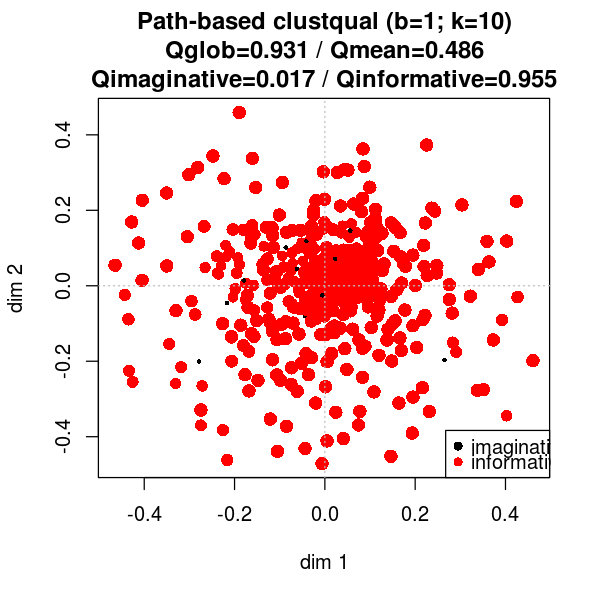 Path-based clustqual (b=1; k=10)
Qglob=0.931 / Qmean=0.486
Qimaginative=0.017 / Qinformative=0.955
0.4
0.2
0.0
-0.2
-0.4
dim 2
imaginati
informati
-0.4 -0.2 0.0 0.2 0.4
dim 1